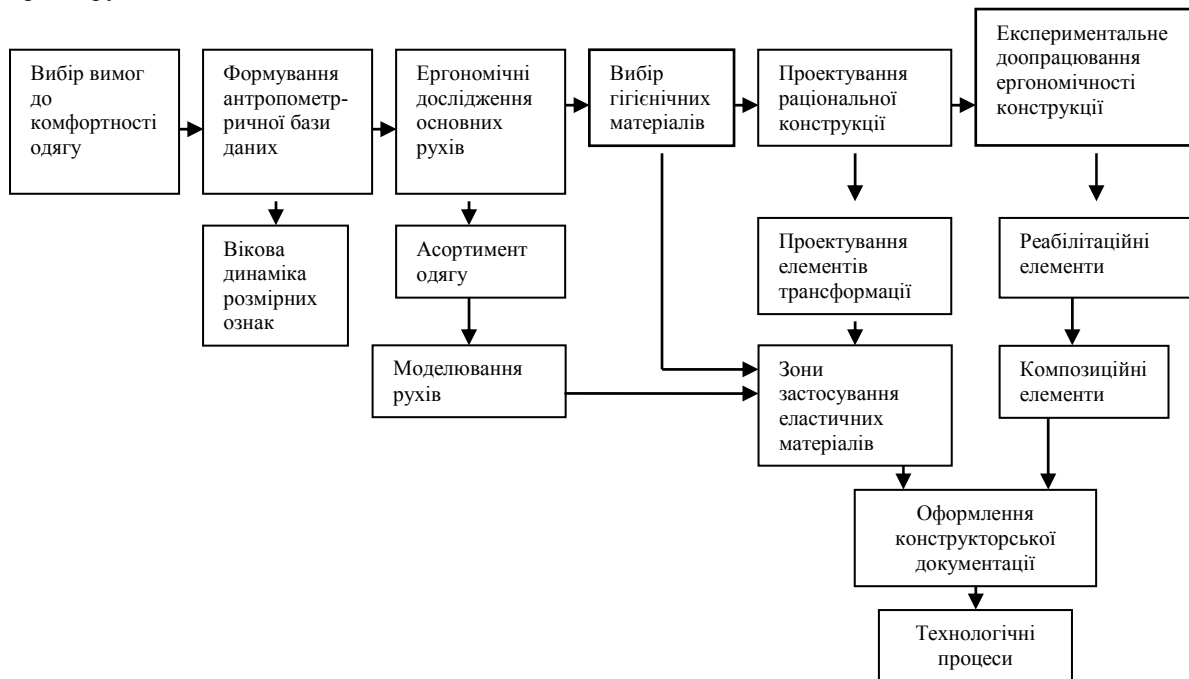 Вибір вимог
до
комфортності
одягу
Формування
антропометр-
ричної бази
даних
Ергономічні
дослідження
основних
рухів
Вибір
гігієнічних
матеріалів
Проектування
раціональної
конструкції
Експериментальне
доопрацювання
ергономічності
конструкції
Вікова
динаміка
розмірних
ознак
Асортимент
одягу
Проектування
елементів
трансформації
Реабілітаційні
елементи
Моделювання
рухів
Зони
застосування
еластичних
матеріалів
Композиційні
елементи
Оформлення
конструкторської
документації
Технологічні
процеси